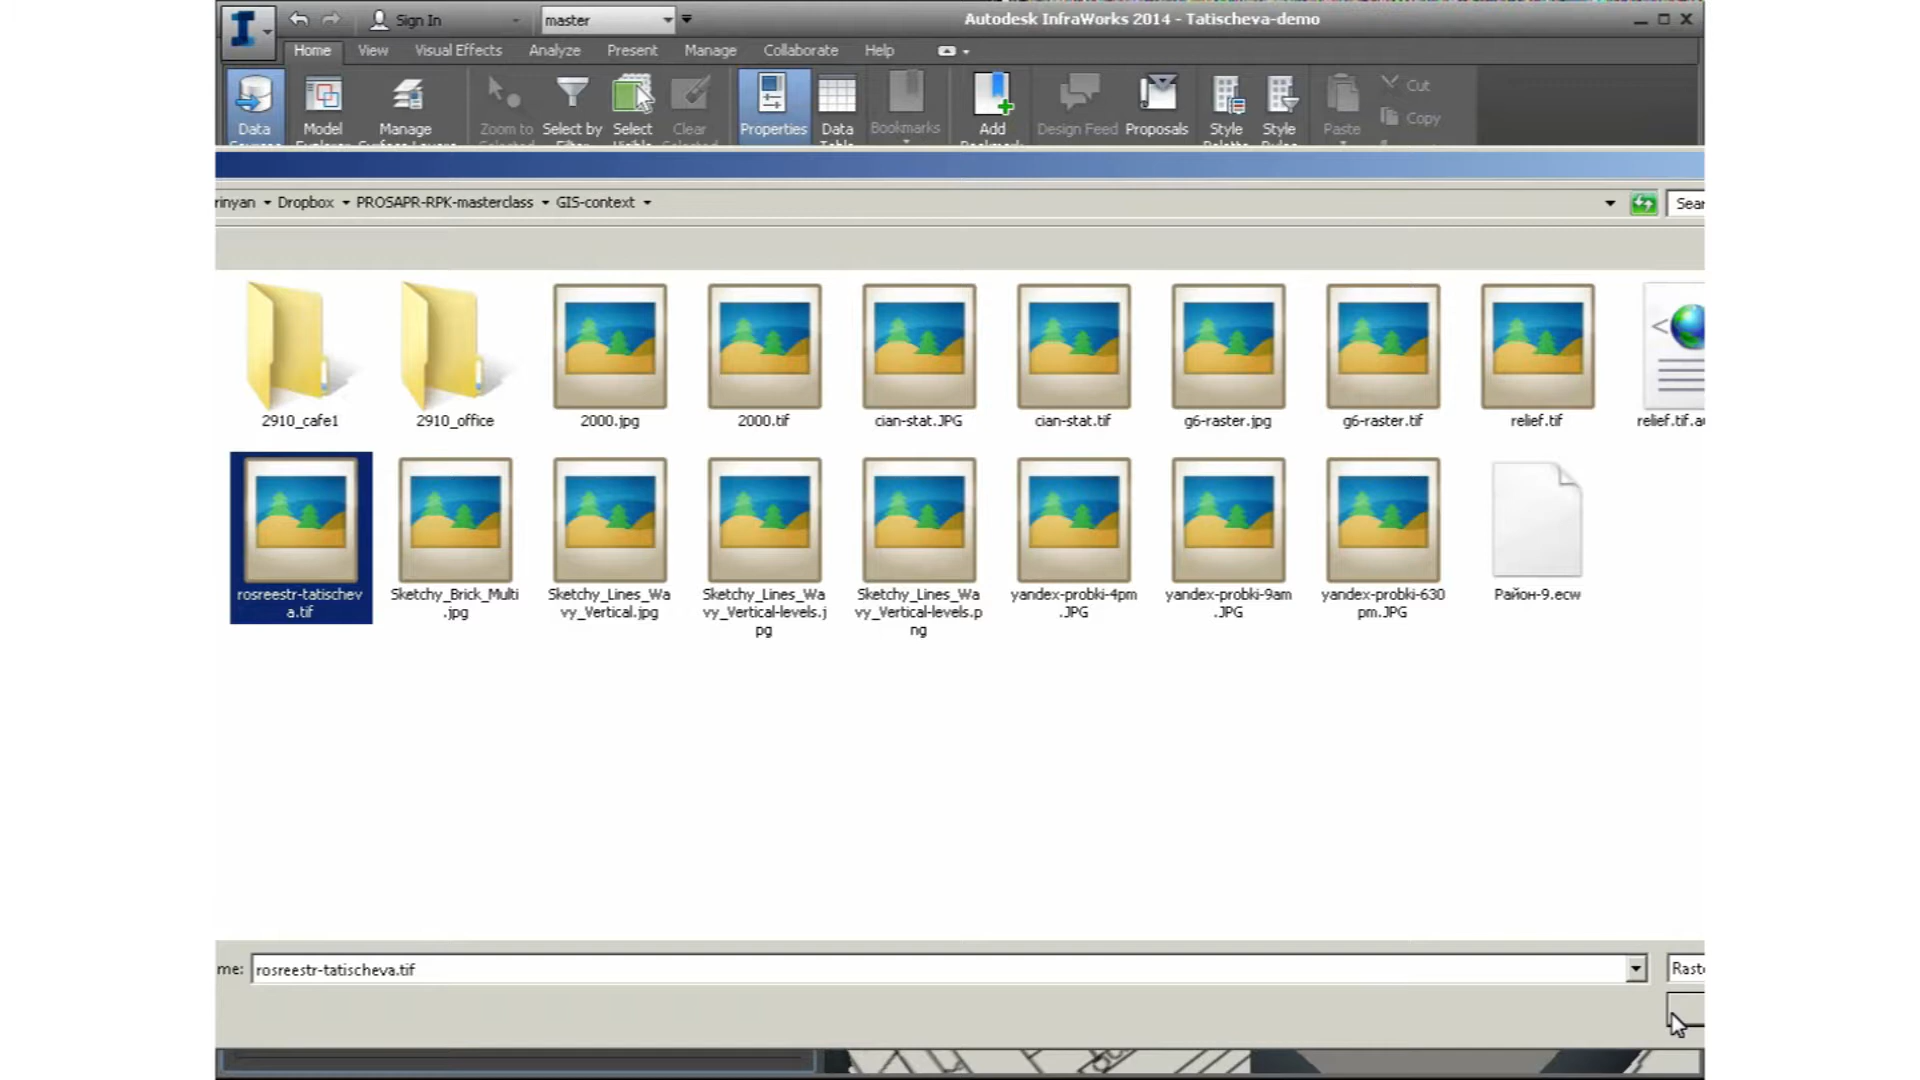 Sign In
master
Autodesk InfraWorks 2014 - Tatischeva-demo
Home View Visual Effects Analyze Present Manage Collaborate Help
Data
Model
Manage
Zoom to
Select by
Select
Clear
Properties
Data
Bookmarks
Add
Design Feed
Proposals
Style
Style
Paste
Cut
Copy
rinyan Dropbox PROSAPR-RPK-masterclass GIS-context
Sear
2910_cafe1
2910_office
2000.jpg
2000.tif
cian-stat.JPG
cian-stat.tif
g6-raster.jpg
g6-raster.tif
relief.tif
relief.tif.au
rosreestr-tatischev
a.tif
Sketchy_Brick_Multi
.jpg
Sketchy_Lines_Wa
vy_Vertical.jpg
Sketchy_Lines_Wa
vy_Vertical-levels.j
pg
Sketchy_Lines_Wa
vy_Vertical-levels.p
ng
yandex-probki-4pm
.JPG
yandex-probki-9am
.JPG
yandex-probki-630
pm.JPG
Район-9.ecw
me: rosreestr-tatischeva.tif
Raste